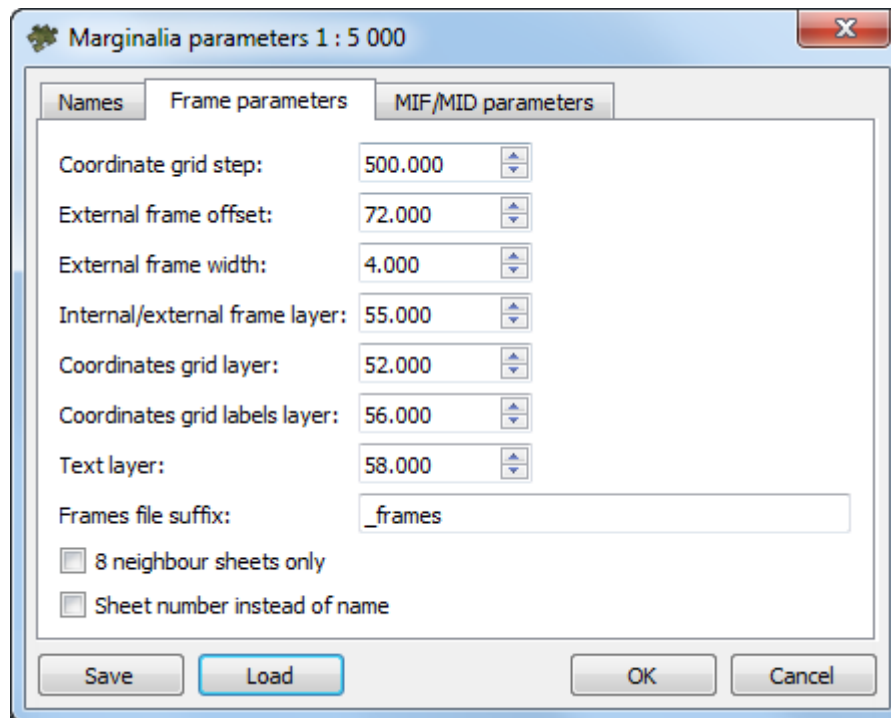 Marginalia parameters 1 : 5 000
Names Frame parameters MIF/MID parameters
Coordinate grid step: 500.000
External frame offset: 72.000
External frame width: 4.000
Internal/external frame layer: 55.000
Coordinates grid layer: 52.000
Coordinates grid labels layer: 56.000
Text layer: 58.000
Frames file suffix: _frames
8 neighbour sheets only
Sheet number instead of name
Save Load OK Cancel